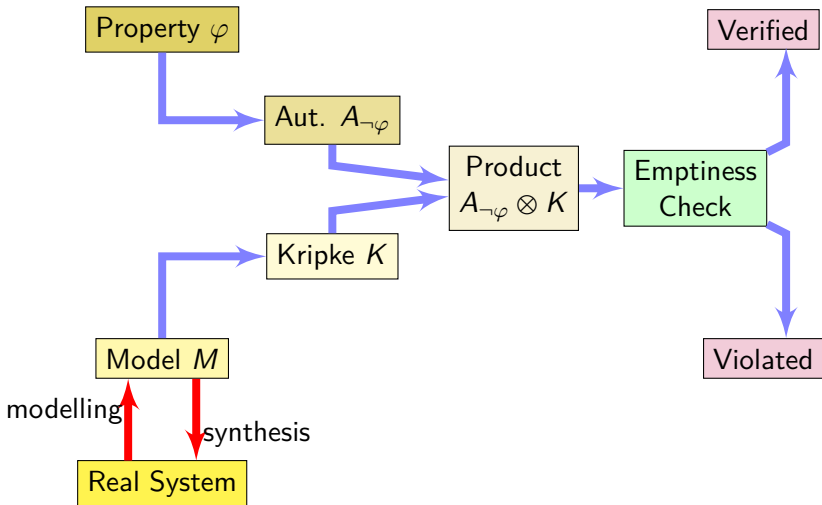 Property φ
Verified
Aut. A¬φ
Product
A¬φ ⊗ K
Emptiness
Check
Kripke K
Model M
Violated
modelling
synthesis
Real System